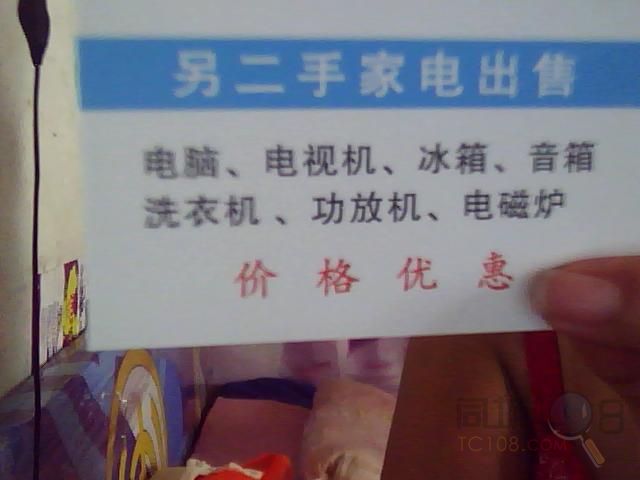 另二手家电出售
电脑、电视机、冰箱、音箱
洗衣机、功放机、电磁炉
价格优惠
TC108.COM